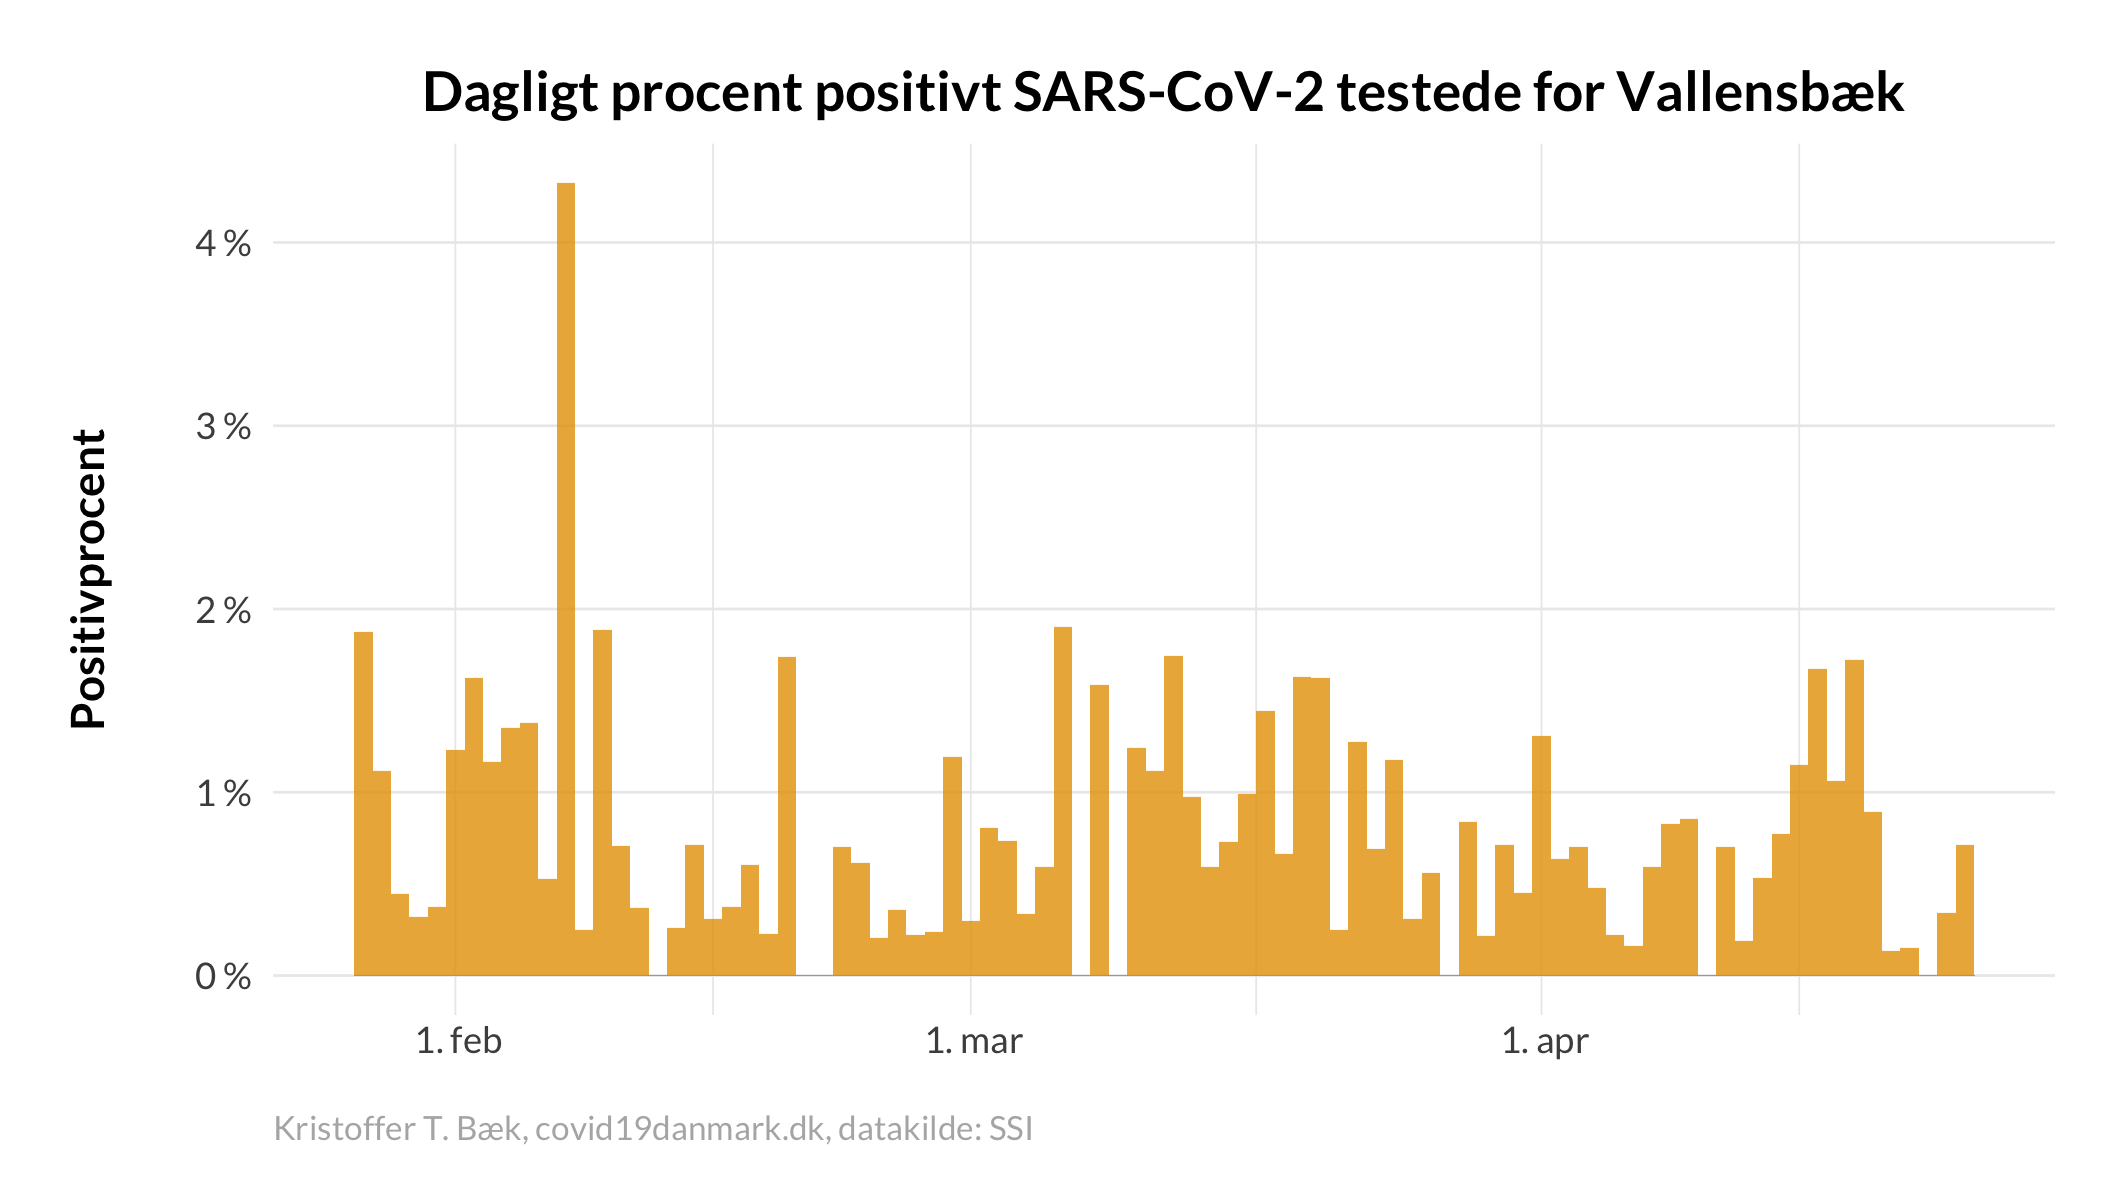 Dagligt procent positivt SARS-CoV-2 testede for Vallensbæk
Positivprocent
4 %
3 %
2 %
1 %
0 %
1. feb
1. mar
1. apr
Kristoffer T. Bæk, covid19danmark.dk, datakilde: SSI